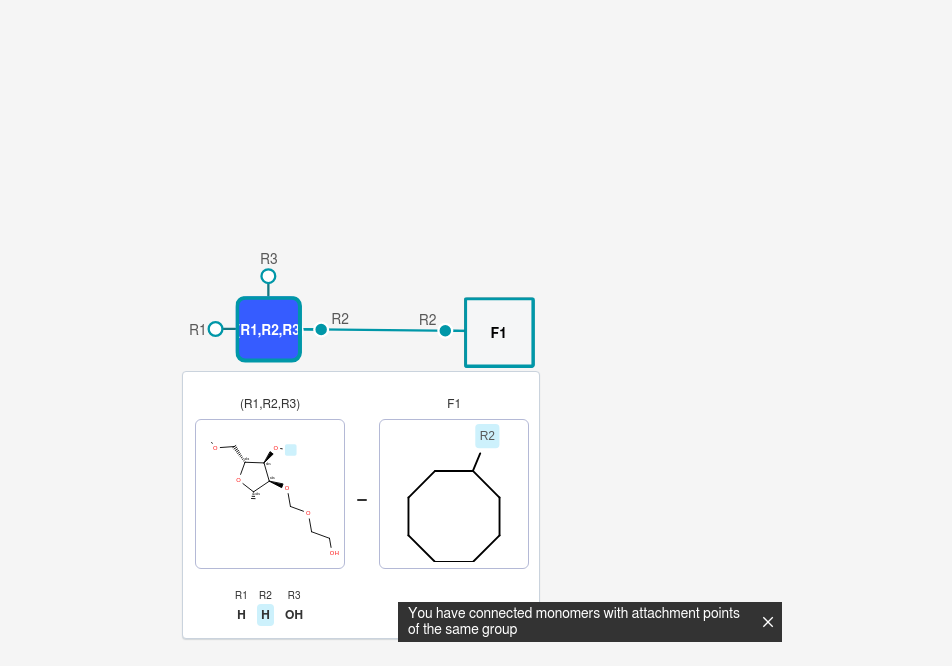 R3
R1
R1,R2,R3
R2
R2
F1
(R1,R2,R3)
F1
R2
O
O
O
O
O
OH
R1 R2 R3
H H OH
You have connected monomers with attachment points
of the same group